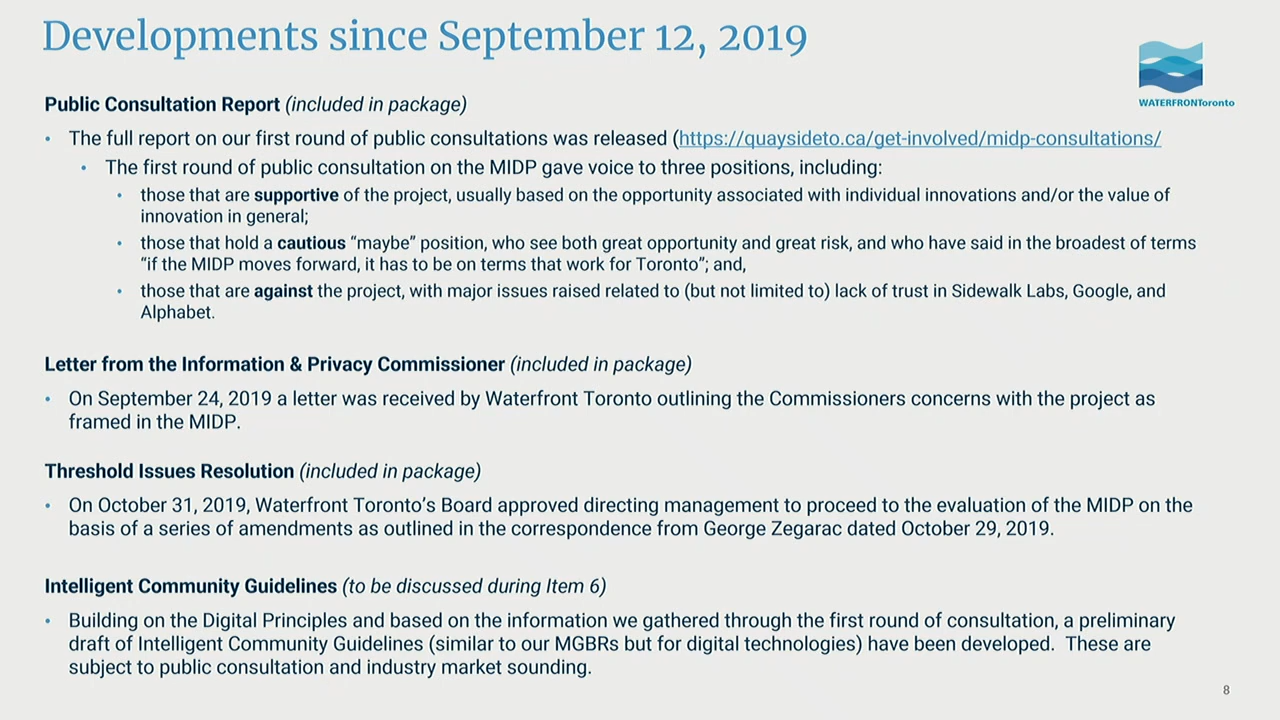 Developments since September 12, 2019
WATERFRONToronto
Public Consultation Report (included in package)
• The full report on our first round of public consultations was released (https://quaysideto.ca/get-involved/midp-consultations/
• The first round of public consultation on the MIDP gave voice to three positions, including:
• those that are supportive of the project, usually based on the opportunity associated with individual innovations and/or the value of
innovation in general;
• those that hold a cautious “maybe” position, who see both great opportunity and great risk, and who have said in the broadest of terms
“if the MIDP moves forward, it has to be on terms that work for Toronto”; and,
• those that are against the project, with major issues raised related to (but not limited to) lack of trust in Sidewalk Labs, Google, and
Alphabet.
Letter from the Information & Privacy Commissioner (included in package)
• On September 24, 2019 a letter was received by Waterfront Toronto outlining the Commissioners concerns with the project as
framed in the MIDP.
Threshold Issues Resolution (included in package)
• On October 31, 2019, Waterfront Toronto’s Board approved directing management to proceed to the evaluation of the MIDP on the
basis of a series of amendments as outlined in the correspondence from George Zegarac dated October 29, 2019.
Intelligent Community Guidelines (to be discussed during Item 6)
• Building on the Digital Principles and based on the information we gathered through the first round of consultation, a preliminary
draft of Intelligent Community Guidelines (similar to our MGBRs but for digital technologies) have been developed.  These are
subject to public consultation and industry market sounding.
8